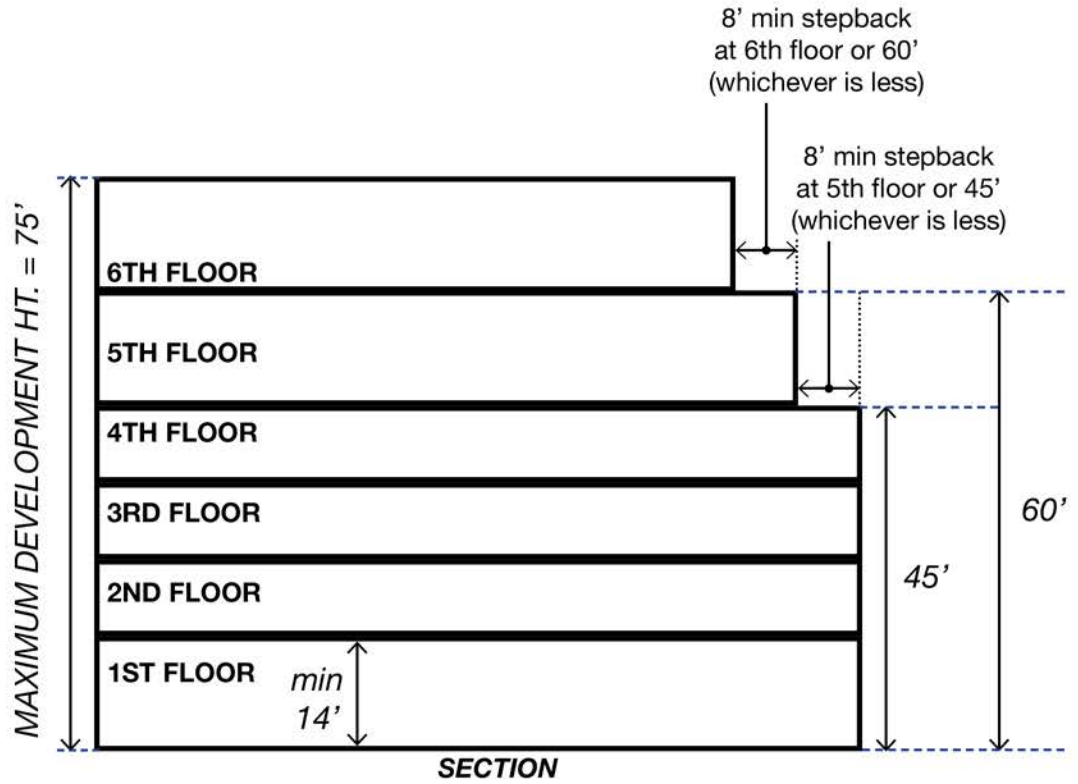 8’ min stepback
at 6th floor or 60’
(whichever is less)
8’ min stepback
at 5th floor or 45’
(whichever is less)
MAXIMUM DEVELOPMENT HT. = 75’
6TH FLOOR
5TH FLOOR
4TH FLOOR
3RD FLOOR
60’
45’
2ND FLOOR
1ST FLOOR
min
14’
SECTION